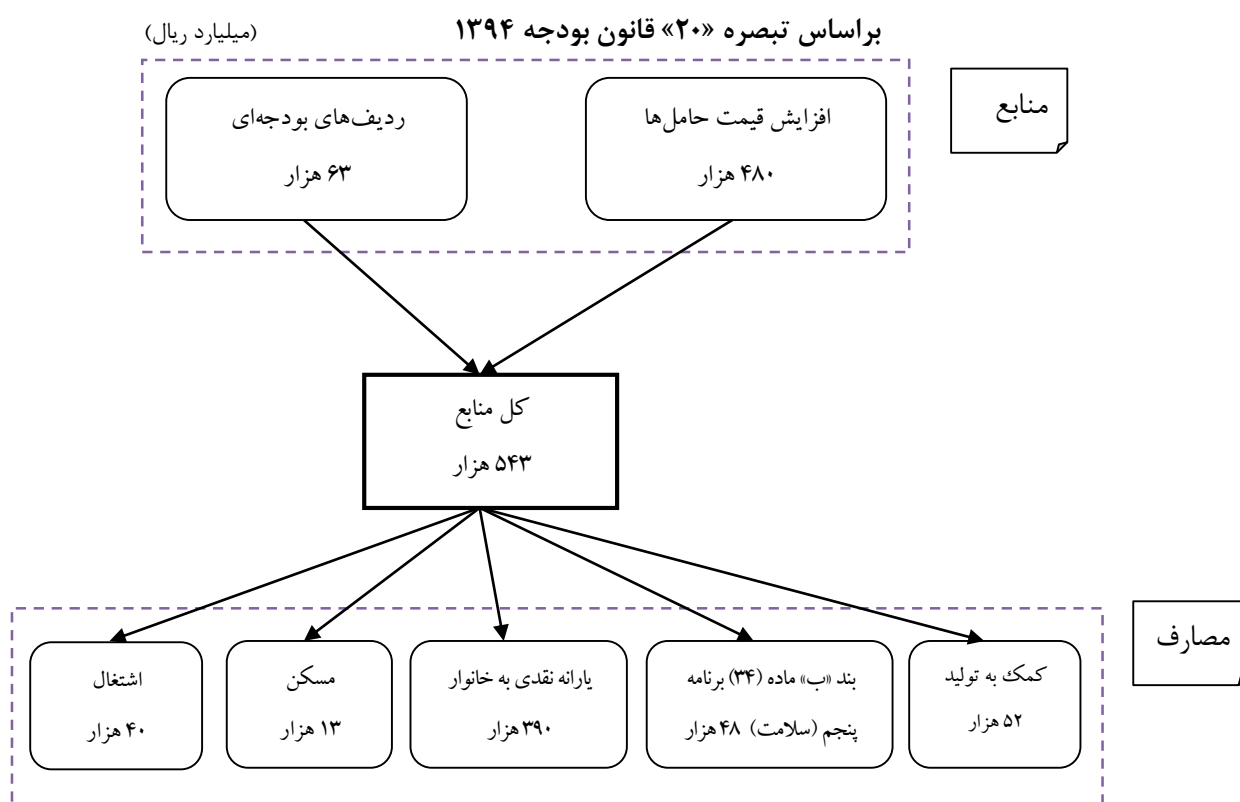 براساس تبصره «۲۰» قانون بودجه ۱۳۹۴
(میلیارد ریال)
منابع
افزایش قیمت حامل‌ها
۴۸۰ هزار
ردیف‌های بودجه‌ای
۶۳ هزار
کل منابع
۵۴۳ هزار
مصارف
کمک به تولید
۵۲ هزار
بند «ب» ماده (۳۴) برنامه
پنجم (سلامت) ۴۸ هزار
یارانه نقدی به خانوار
۳۹۰ هزار
مسکن
۱۳ هزار
اشتغال
۴۰ هزار